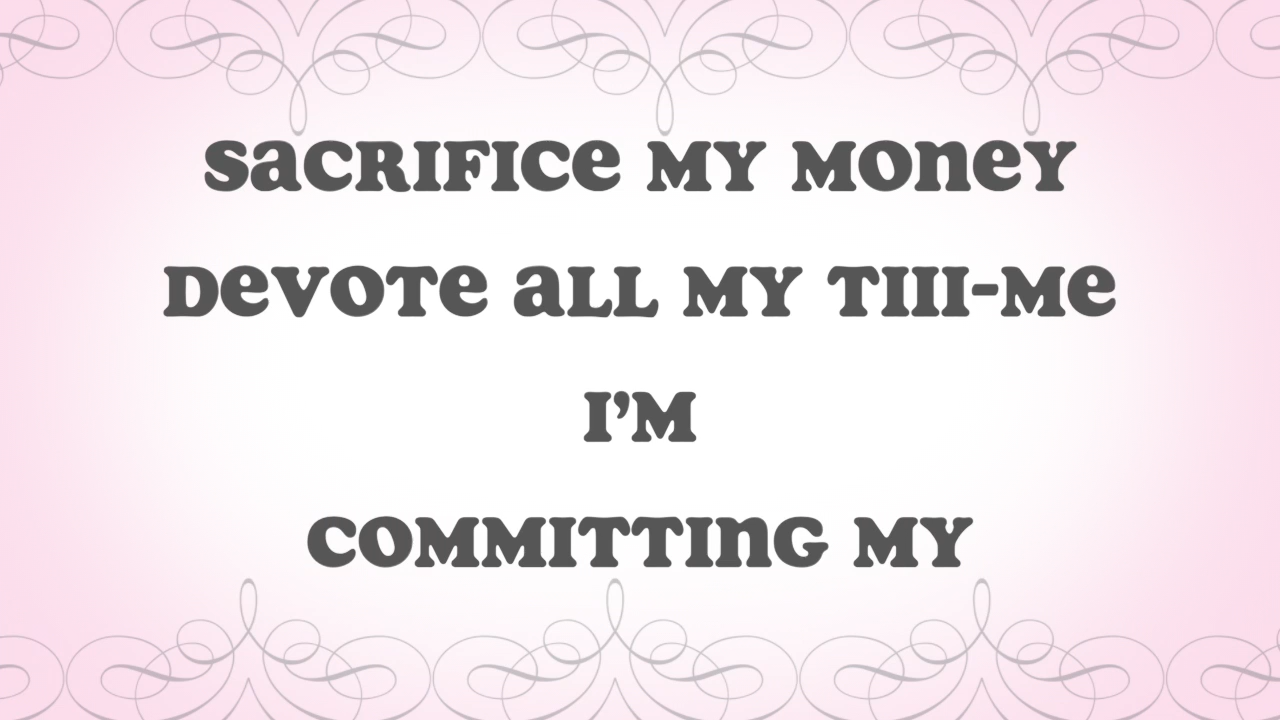 SaCRIFICe MY MOneY
DeVOTe aLL MY TIII-Me
I’M
COMMITTInG MY